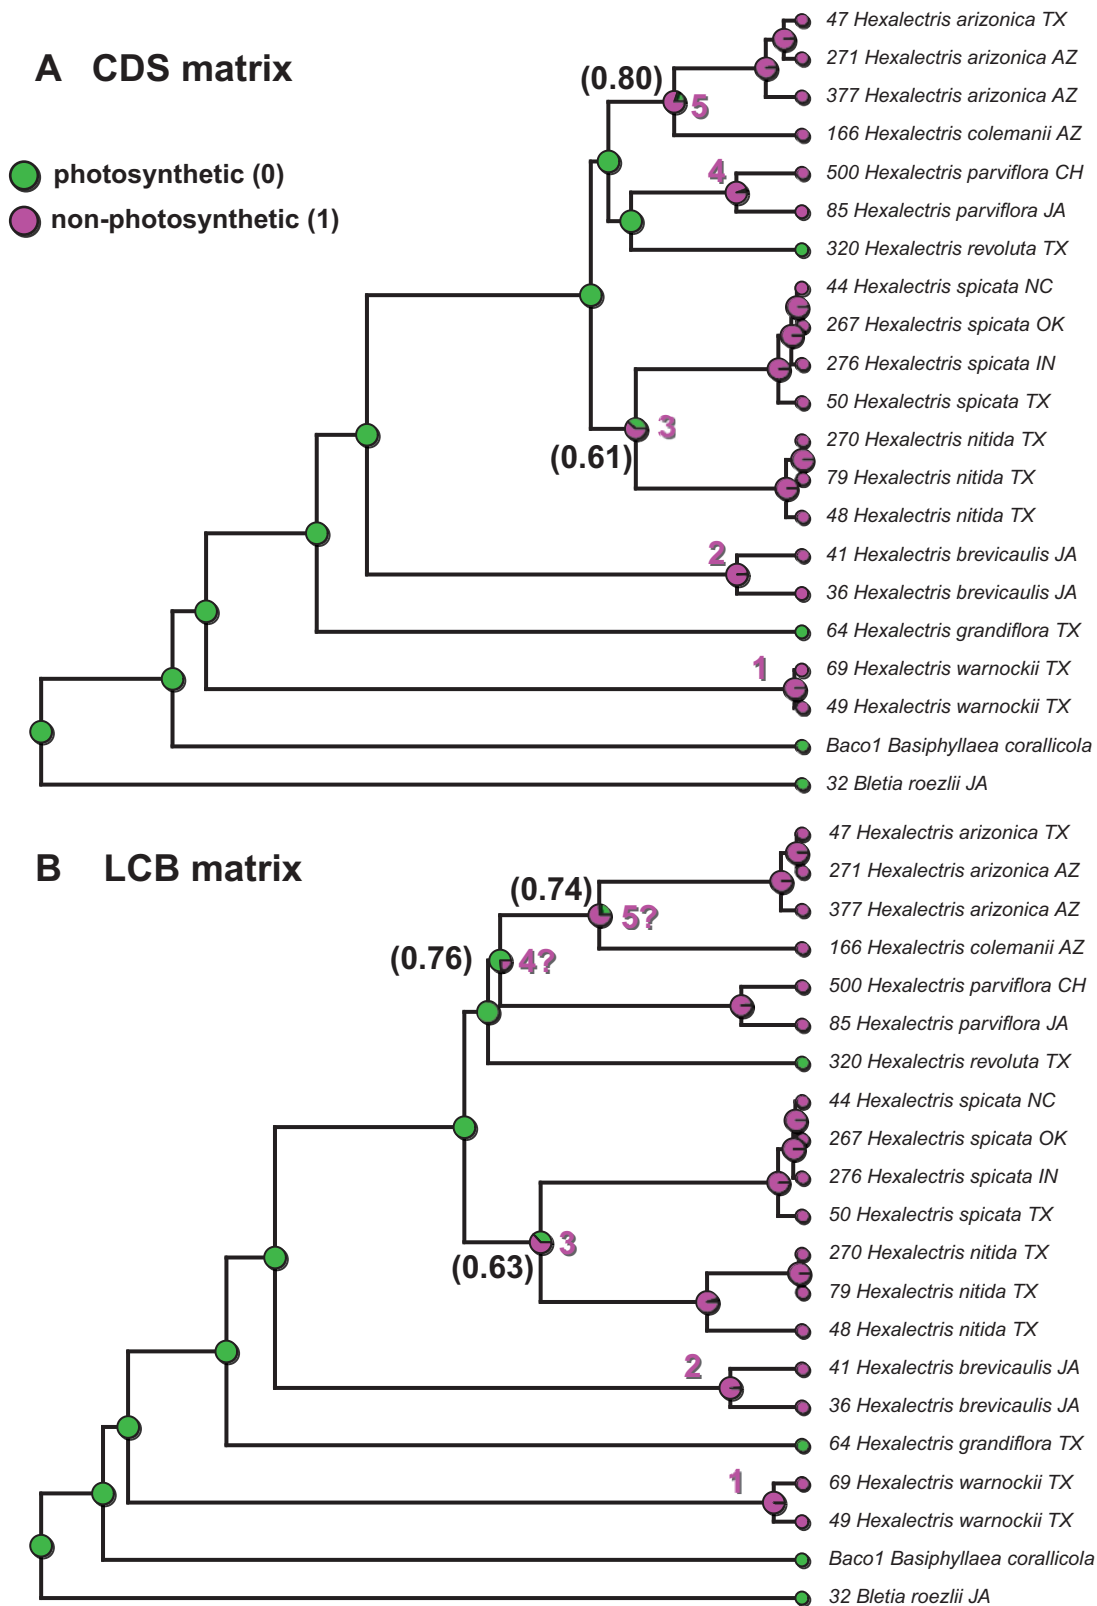 A CDS matrix
photosynthetic (0)
non-photosynthetic (1)
47 Hexalectris arizonica TX
271 Hexalectris arizonica AZ
(0.80)
5
377 Hexalectris arizonica AZ
166 Hexalectris colemanii AZ
4
500 Hexalectris parviflora CH
85 Hexalectris parviflora JA
320 Hexalectris revoluta TX
44 Hexalectris spicata NC
267 Hexalectris spicata OK
276 Hexalectris spicata IN
50 Hexalectris spicata TX
3
(0.61)
270 Hexalectris nitida TX
79 Hexalectris nitida TX
48 Hexalectris nitida TX
2
41 Hexalectris brevicaulis JA
36 Hexalectris brevicaulis JA
64 Hexalectris grandiflora TX
1
69 Hexalectris warnockii TX
49 Hexalectris warnockii TX
Baco1 Basiphyllaea corallicola
32 Bletia roezlii JA
B LCB matrix
47 Hexalectris arizonica TX
271 Hexalectris arizonica AZ
(0.74)
5?
377 Hexalectris arizonica AZ
166 Hexalectris colemanii AZ
(0.76)
4?
500 Hexalectris parviflora CH
85 Hexalectris parviflora JA
320 Hexalectris revoluta TX
44 Hexalectris spicata NC
267 Hexalectris spicata OK
276 Hexalectris spicata IN
50 Hexalectris spicata TX
3
(0.63)
270 Hexalectris nitida TX
79 Hexalectris nitida TX
48 Hexalectris nitida TX
2
41 Hexalectris brevicaulis JA
36 Hexalectris brevicaulis JA
64 Hexalectris grandiflora TX
1
69 Hexalectris warnockii TX
49 Hexalectris warnockii TX
Baco1 Basiphyllaea corallicola
32 Bletia roezlii JA